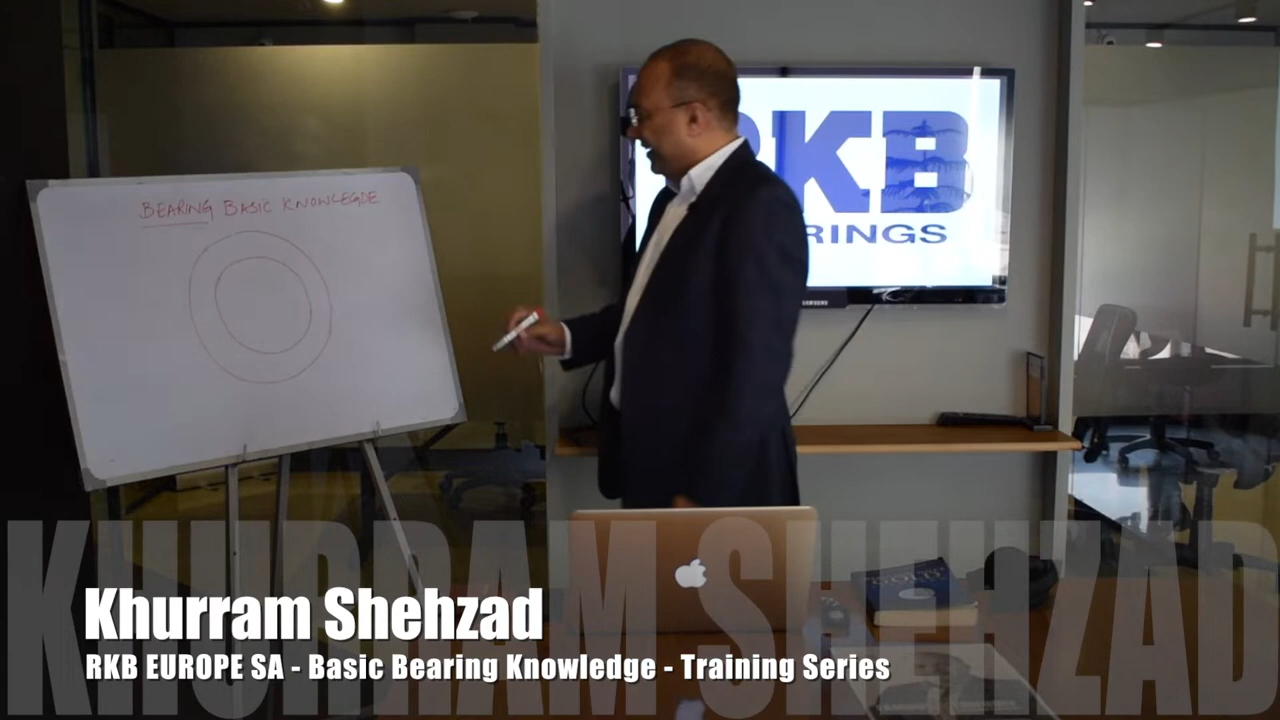 BEARING BASIC KNOWLEGDE
RKB
RINGS
SAMSUNG
KHURRAM SHEHZAD
Khurram Shehzad
RKB EUROPE SA - Basic Bearing Knowledge - Training Series